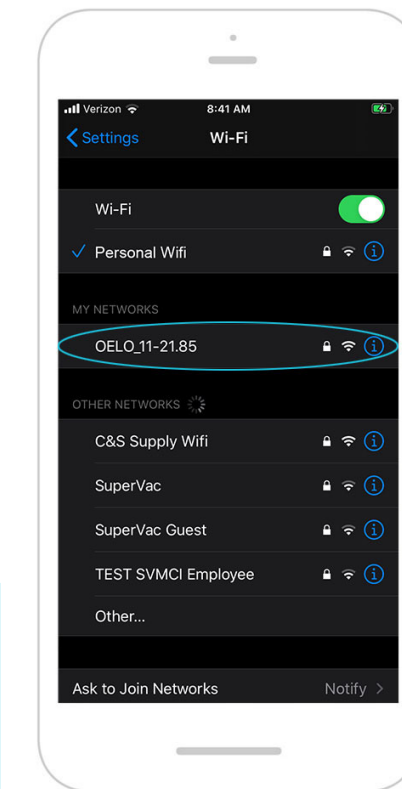 Verizon 8:41 AM
Settings Wi-Fi
Wi-Fi
Personal Wifi
MY NETWORKS
OELO_11-21.85
OTHER NETWORKS
C&S Supply Wifi
SuperVac
SuperVac Guest
TEST SVMCI Employee
Other...
Ask to Join Networks Notify >